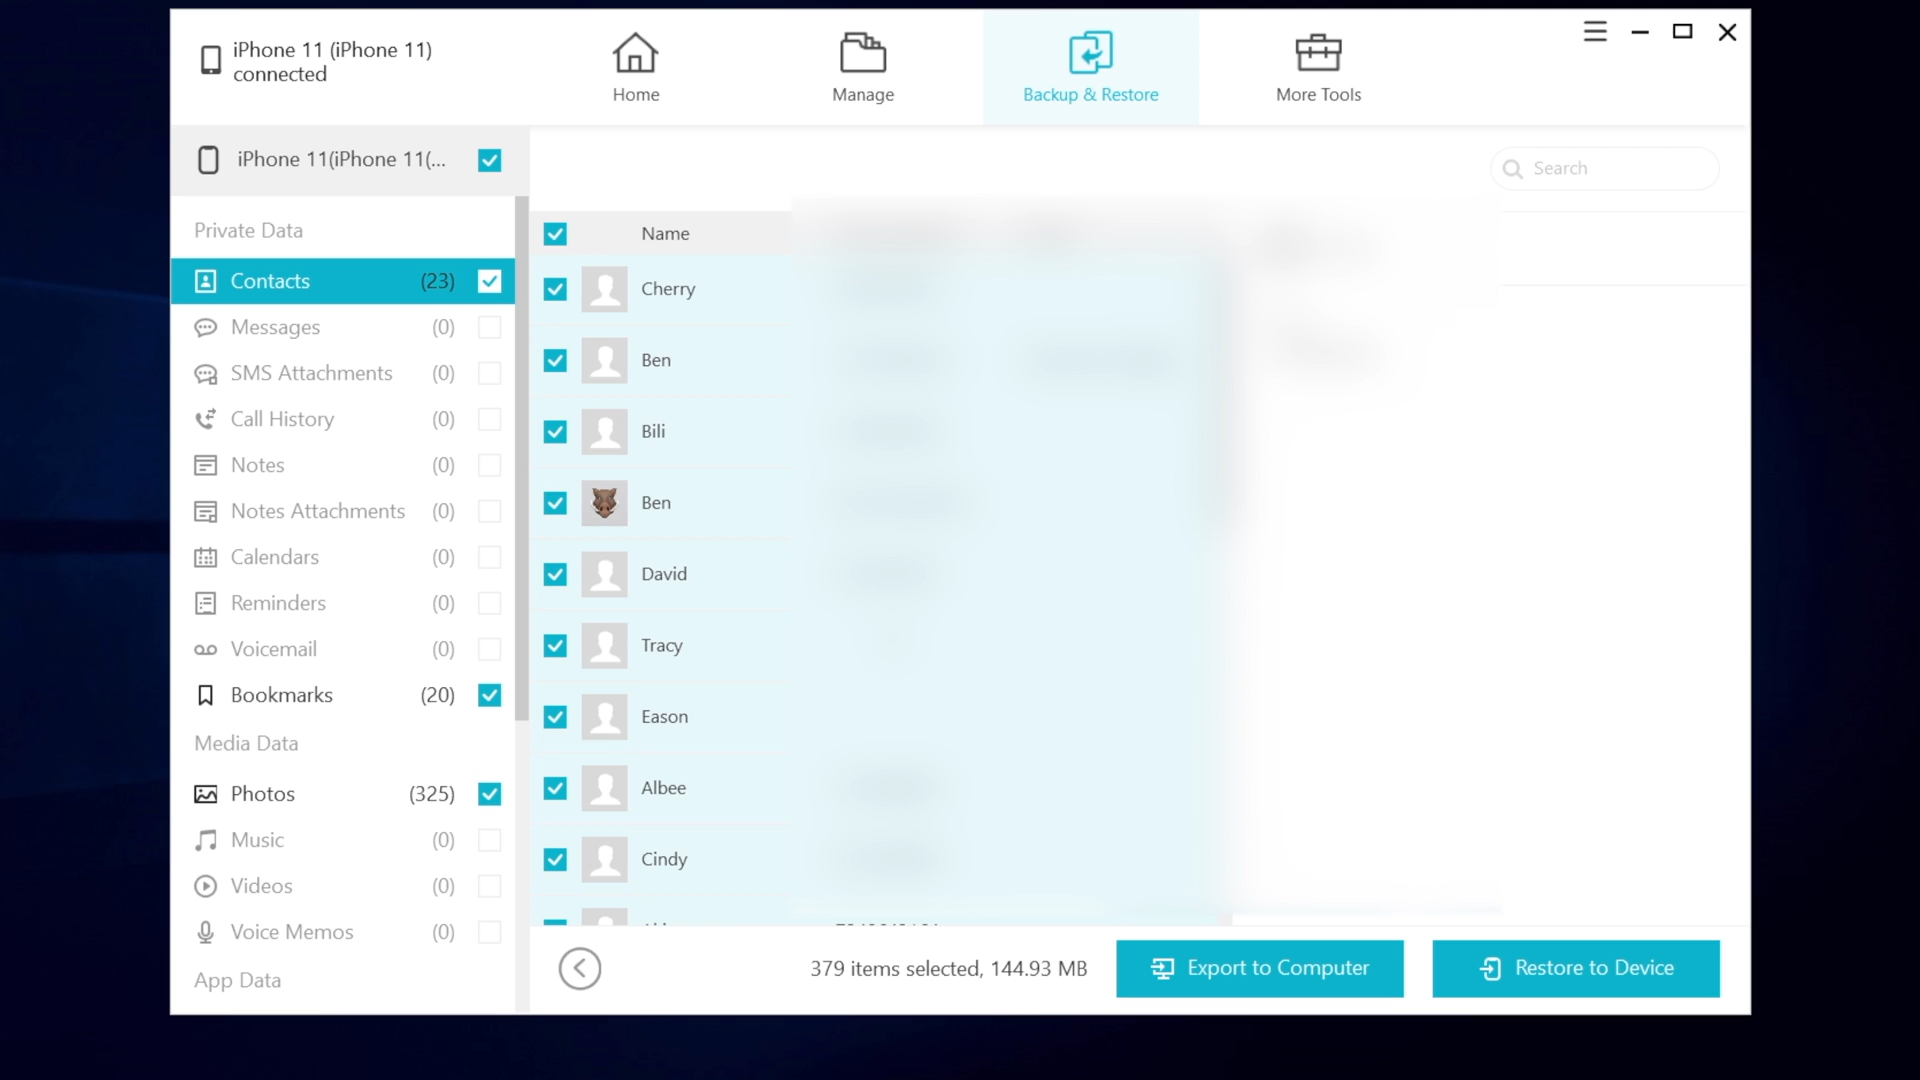 iPhone 11 (iPhone 11)
connected
Home
Manage
Backup & Restore
More Tools
iPhone 11(iPhone 11(...
Search
Private Data
Contacts (23)
Messages (0)
SMS Attachments (0)
Call History (0)
Notes (0)
Notes Attachments (0)
Calendars (0)
Reminders (0)
Voicemail (0)
Bookmarks (20)
Media Data
Photos (325)
Music (0)
Videos (0)
Voice Memos (0)
App Data
Name
Cherry
Ben
Bili
Ben
David
Tracy
Eason
Albee
Cindy
379 items selected, 144.93 MB
Export to Computer
Restore to Device